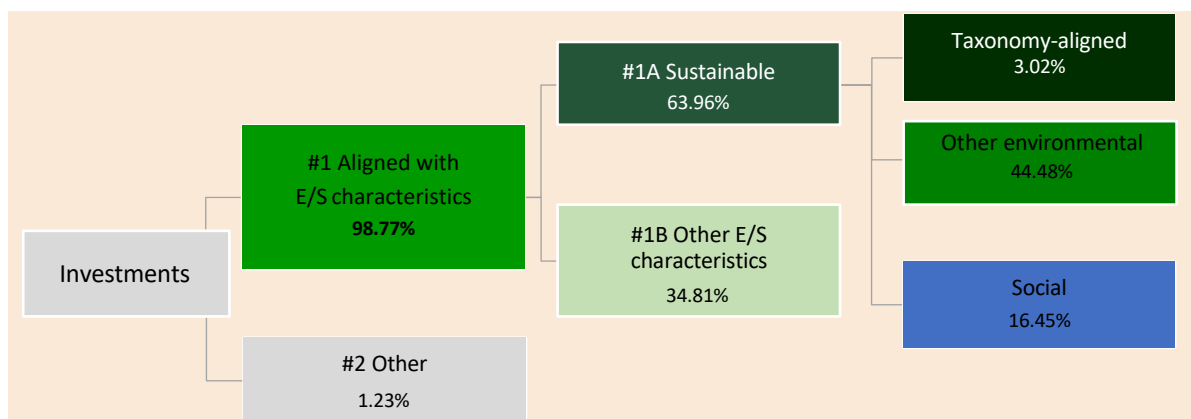 Investments
#1 Aligned with
E/S characteristics
98.77%
#2 Other
1.23%
#1A Sustainable
63.96%
#1B Other E/S
characteristics
34.81%
Taxonomy-aligned
3.02%
Other environmental
44.48%
Social
16.45%